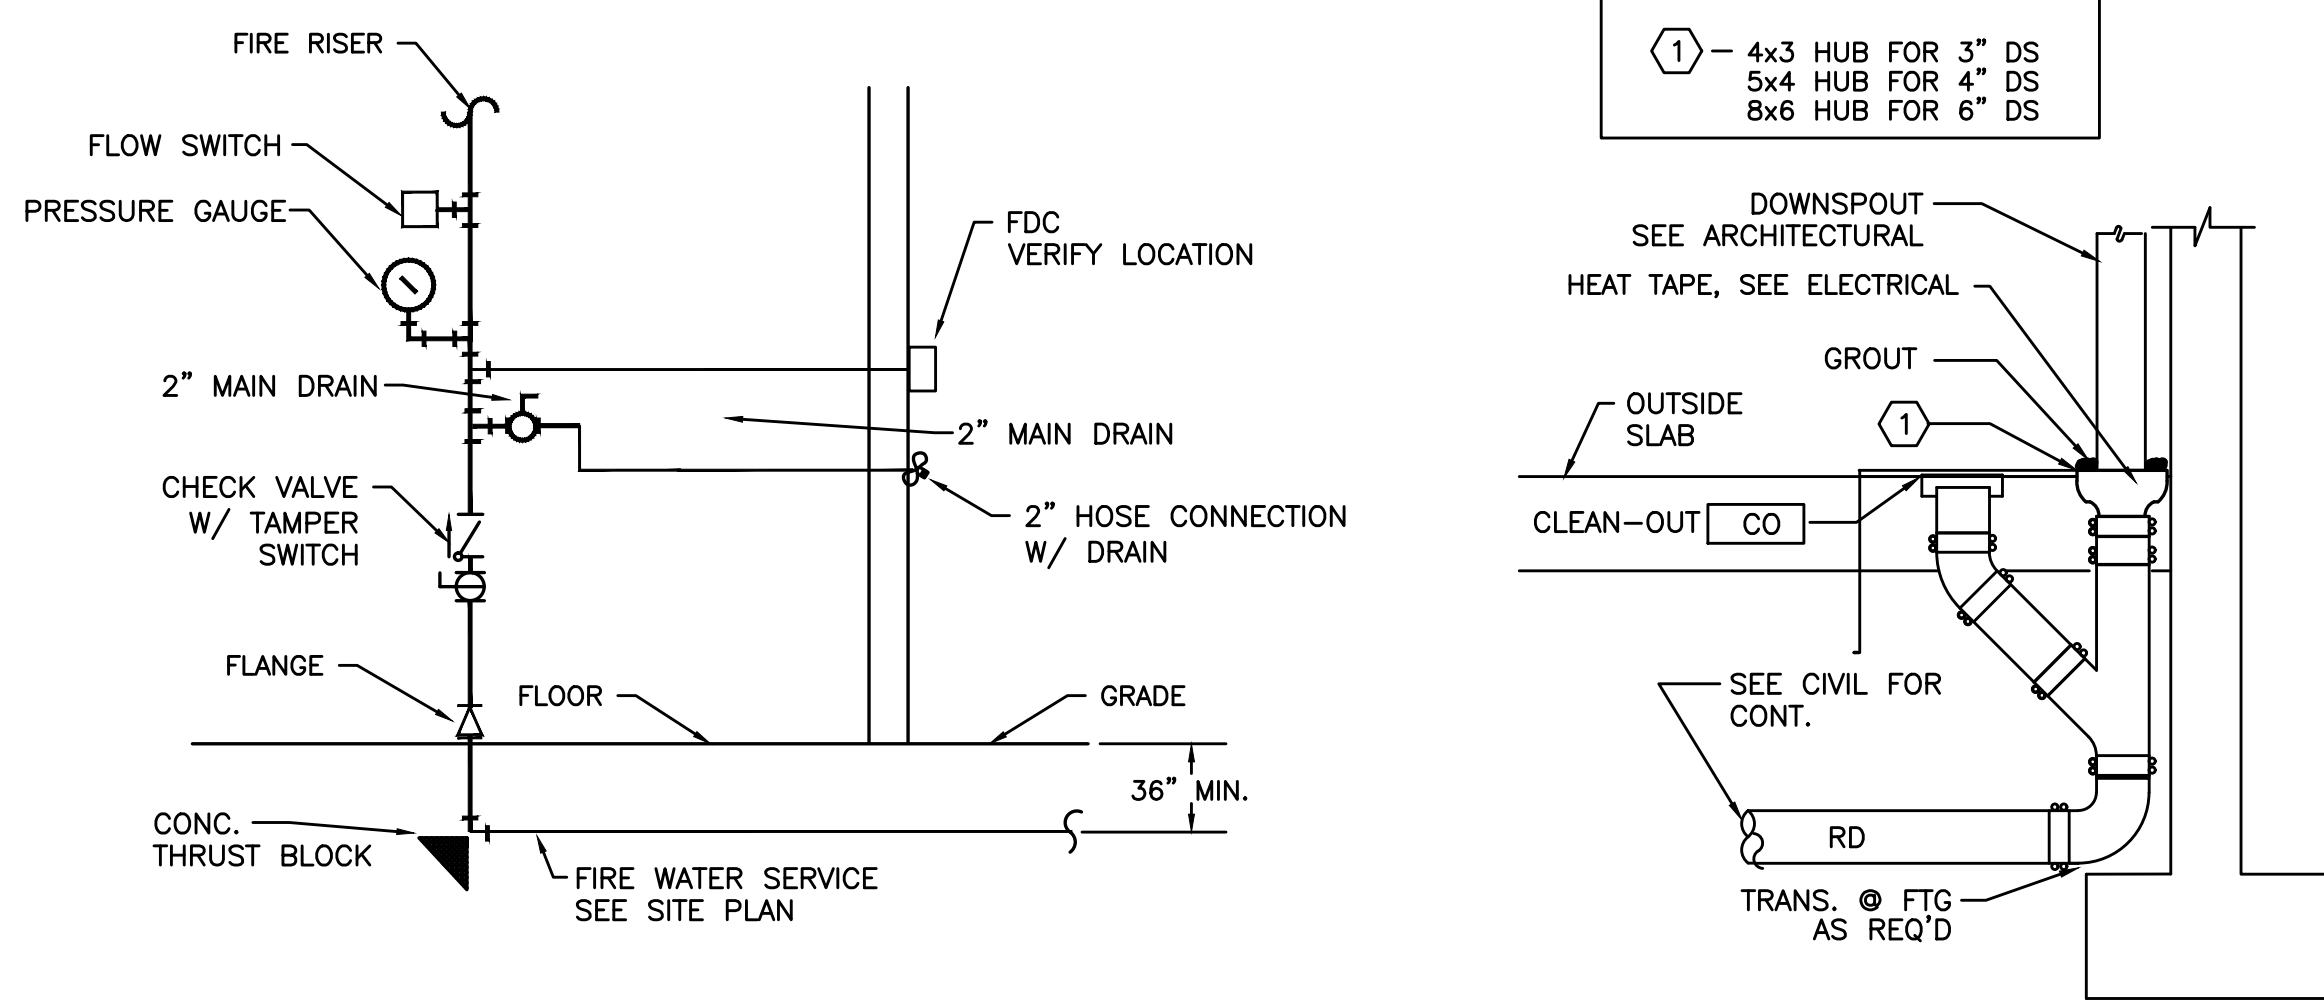 FIRE RISER
FLOW SWITCH
PRESSURE GAUGE
FDC
VERIFY LOCATION
2” MAIN DRAIN
2” MAIN DRAIN
CHECK VALVE
W/ TAMPER
SWITCH
2” HOSE CONNECTION
W/ DRAIN
FLANGE
FLOOR
GRADE
36” MIN.
CONC.
THRUST BLOCK
FIRE WATER SERVICE
SEE SITE PLAN
1 – 4x3 HUB FOR 3” DS
5x4 HUB FOR 4” DS
8x6 HUB FOR 6” DS
DOWNSPOUT
SEE ARCHITECTURAL
HEAT TAPE, SEE ELECTRICAL
GROUT
OUTSIDE
SLAB
1
CLEAN-OUT CO
SEE CIVIL FOR
CONT.
RD
TRANS. @ FTG
AS REQ'D